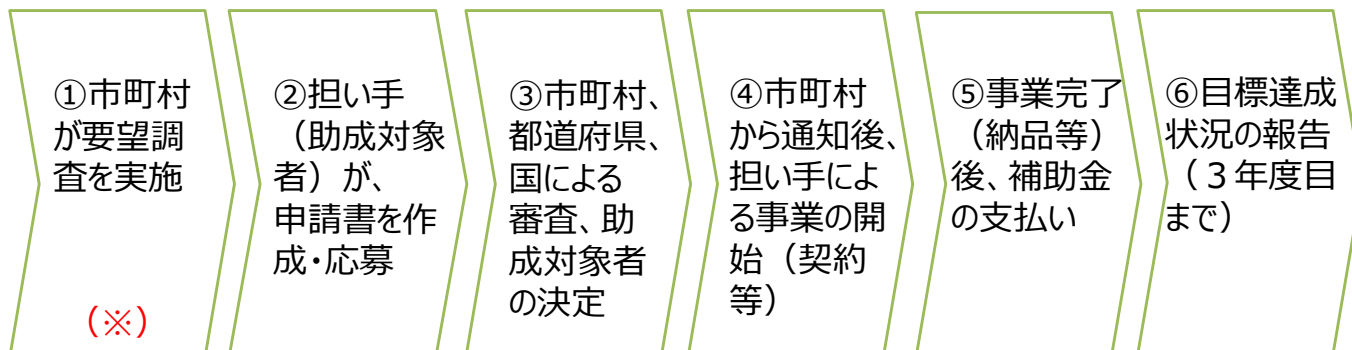 ①市町村
が要望調
査を実施
（※）
②担い手
（助成対象
者）が、
申請書を作
成・応募
③市町村、
都道府県、
国による
審査、助
成対象者
の決定
④市町村
から通知後、
担い手によ
る事業の開
始（契約
等）
⑤事業完了
（納品等）
後、補助金
の支払い
⑥目標達成
状況の報告
（３年度目
まで）